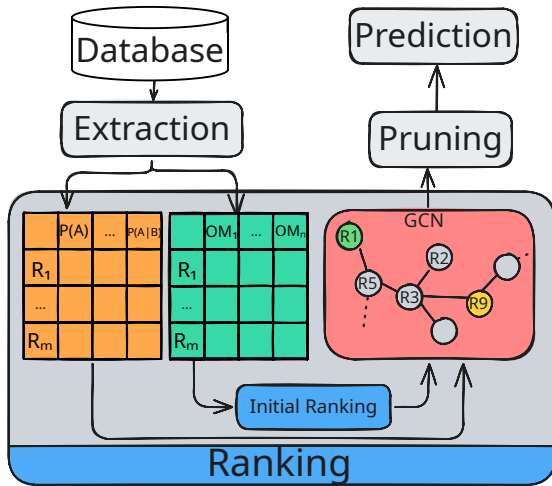 Database
Prediction
Extraction
Pruning
P(A) ... P(A|B)
R1
...
Rm
OM1 ... OMn
R1
...
Rm
GCN
R1
R2
R5
R3
R9
Initial Ranking
Ranking